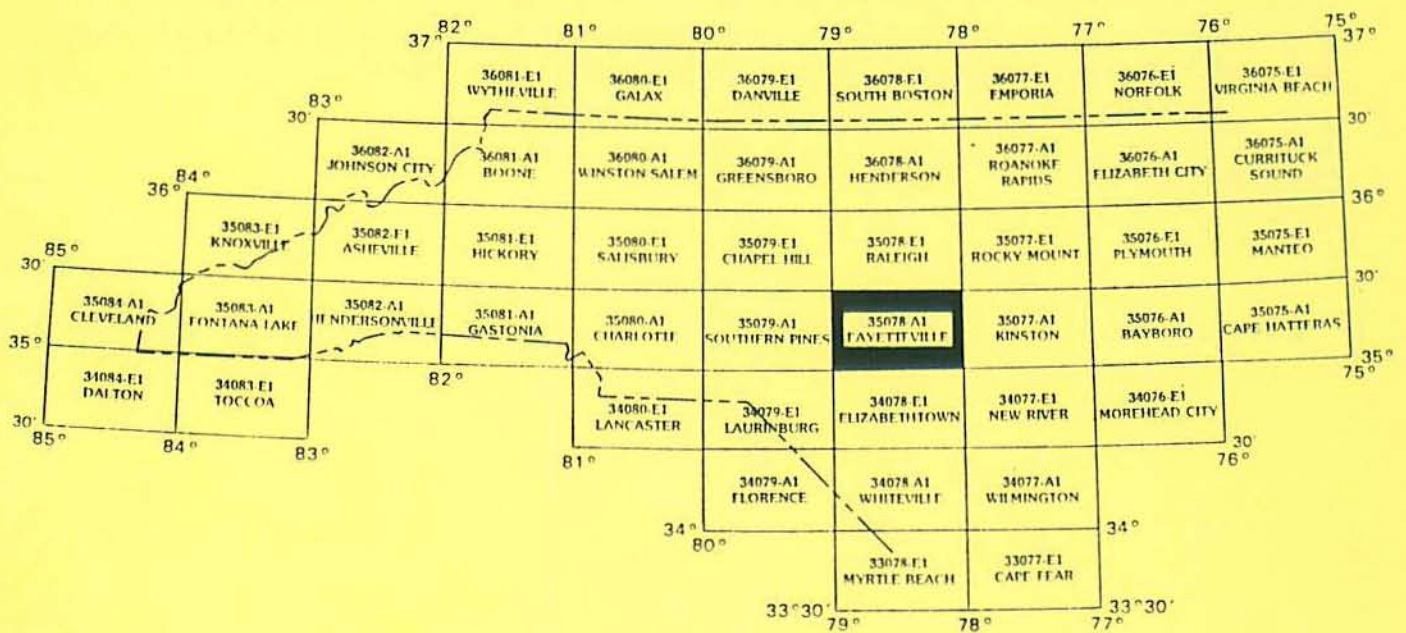 82° 81° 80° 79° 78° 77° 76° 75°
37° 37°
36081-E1 36080-E1 36079-E1 36078-E1 36077-E1 36076-E1 36075-E1
WYTHEVILLE GALAX DANVILLE SOUTH BOSTON EMPORIA NORFOLK VIRGINIA BEACH
83°
30' 30'
36082-A1 36081-A1 36080-A1 36079-A1 36078-A1 36077-A1 36076-A1 36075-A1
JOHNSON CITY BOONE WINSTON SALEM GREENSBORO HENDERSON ROANOKE RAPIDS ELIZABETH CITY CURRITUCK SOUND
84°
36° 36°
35083-E1 35082-E1 35081-E1 35080-E1 35079-E1 35078-E1 35077-E1 35076-E1 35075-E1
KNOXVILLE ASHEVILLE HICKORY SALISBURY CHAPEL HILL RALEIGH ROCKY MOUNT PLYMOUTH MANTEO
85°
30' 30'
35084-A1 35083-A1 35082-A1 35081-A1 35080-A1 35079-A1 35078-A1 35077-A1 35076-A1 35075-A1
CLEVELAND FONTANA LAKE HENDERSONVILLE GASTONIA CHARLOTTE SOUTHERN PINES FAYETTEVILLE KINSTON BAYBORO CAPE HATTERAS
35° 35°
82° 75°
34084-E1 34083-E1 34080-E1 34079-E1 34078-E1 34077-E1 34076-E1
DALTON TOCCOA LANCASTER LAURINBURG ELIZABETHTOWN NEW RIVER MOREHEAD CITY
30' 30'
85° 84° 83° 81° 76°
34079-A1 34078-A1 34077-A1
FLORENCE WHITEVILLE WILMINGTON
34° 34°
80°
33078-E1 33077-E1
MYRTLE BEACH CAPE FEAR
33°30' 33°30'
79° 78° 77°